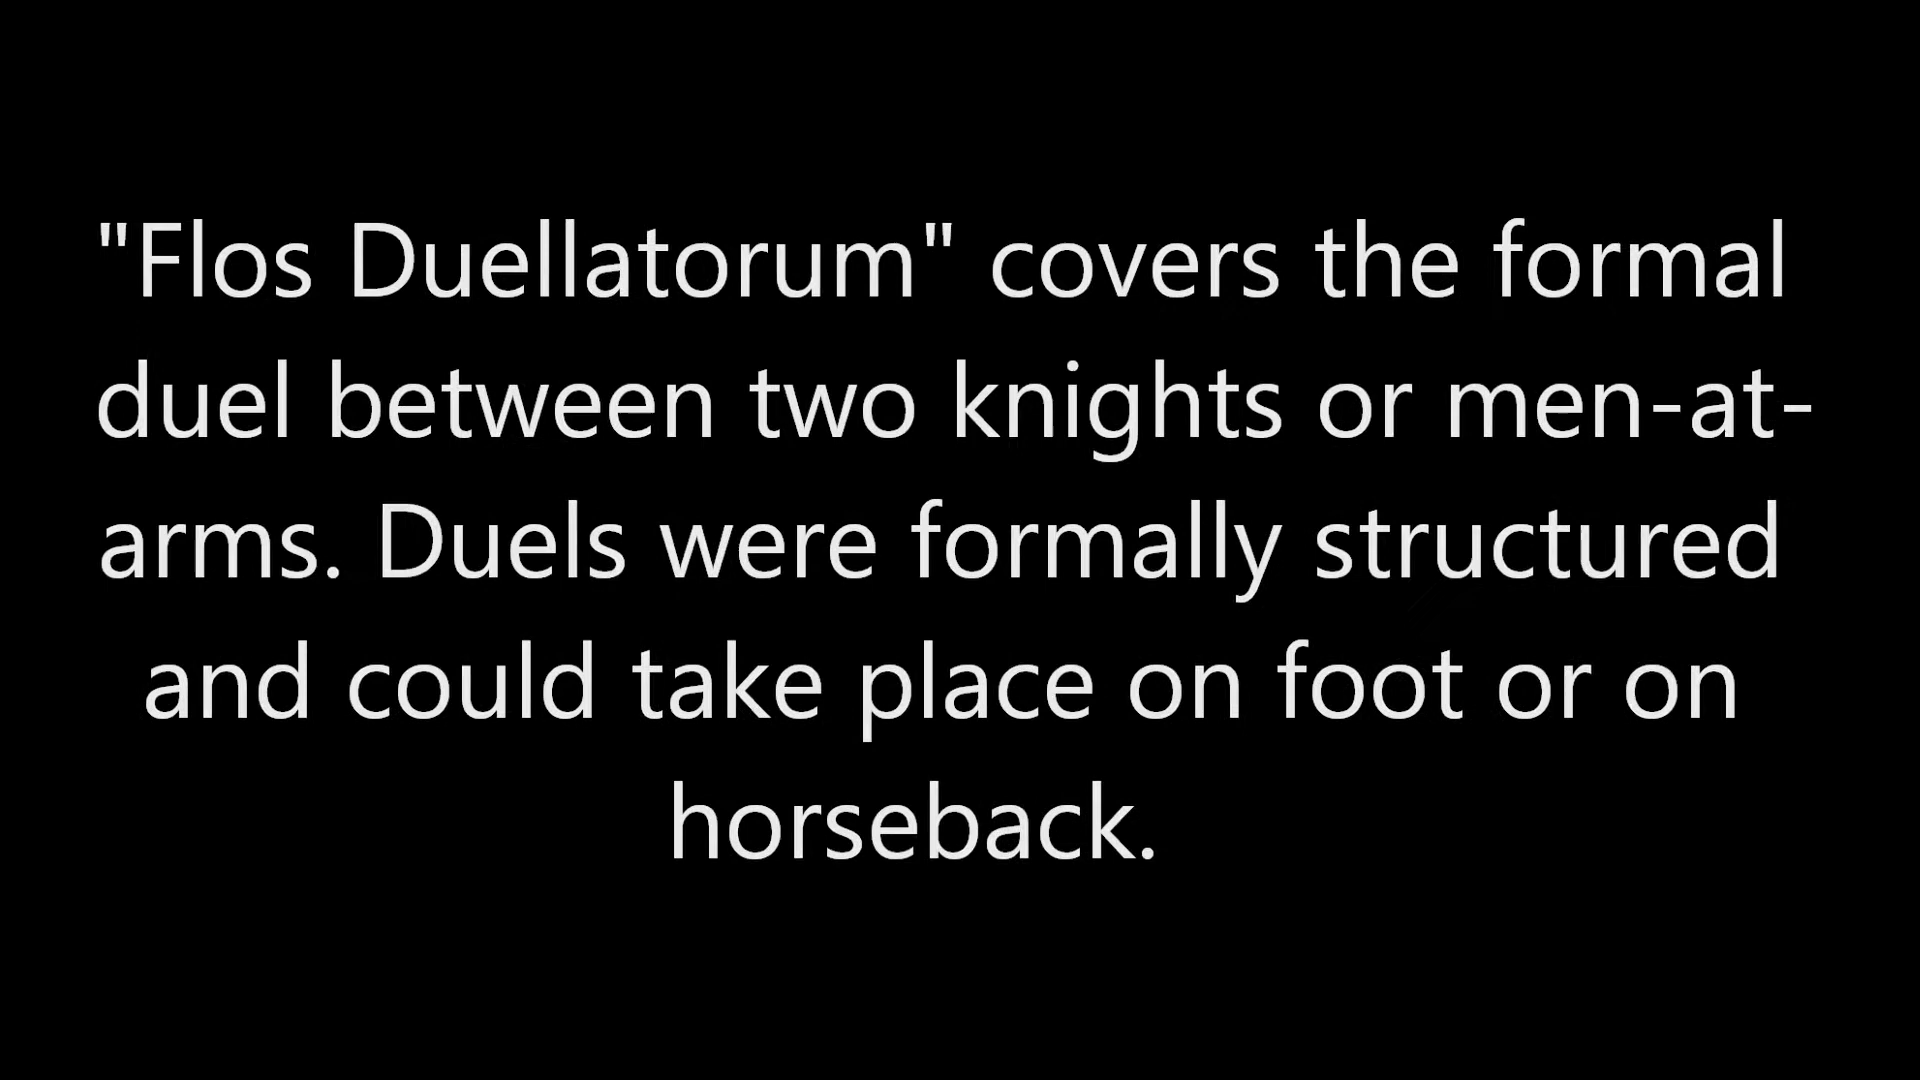 "Flos Duellatorum" covers the formal
duel between two knights or men-at-
arms. Duels were formally structured
and could take place on foot or on
horseback.